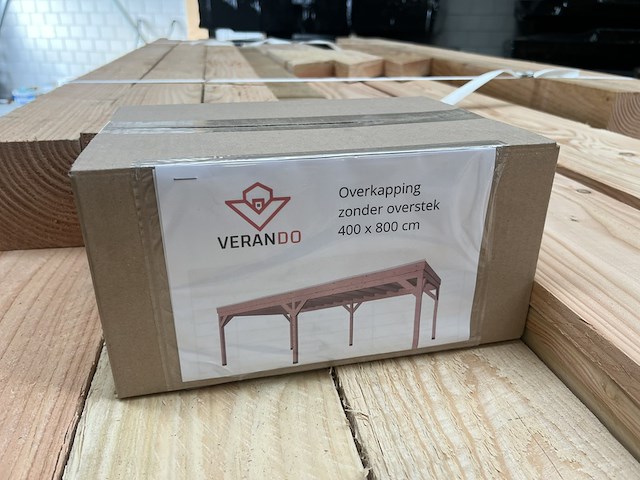 VERANDO
Overkapping
zonder overstek
400 x 800 cm